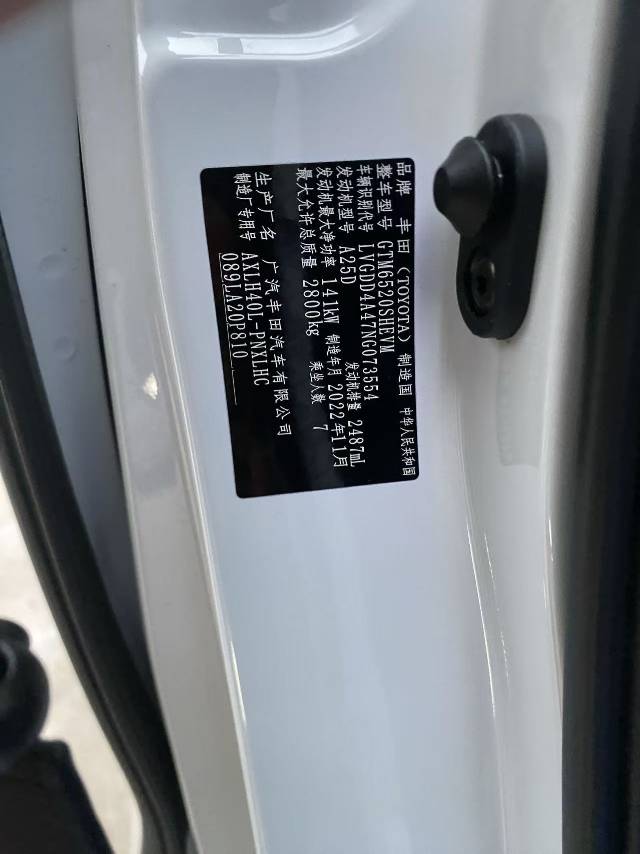 品牌 丰田 (TOYOTA) 制造国 中华人民共和国
整车型号 GTM6520SHEVM
车辆识别代号 LVGDD4A47NG073554
发动机型号 A25D 发动机排量 2487mL
发动机最大净功率 141kW 制造年月 2022年11月
最大允许总质量 2800kg 乘坐人数 7
生产厂名 广汽丰田汽车有限公司
制造厂专用号 AXLH40L-PNXLHC
089LA20P810